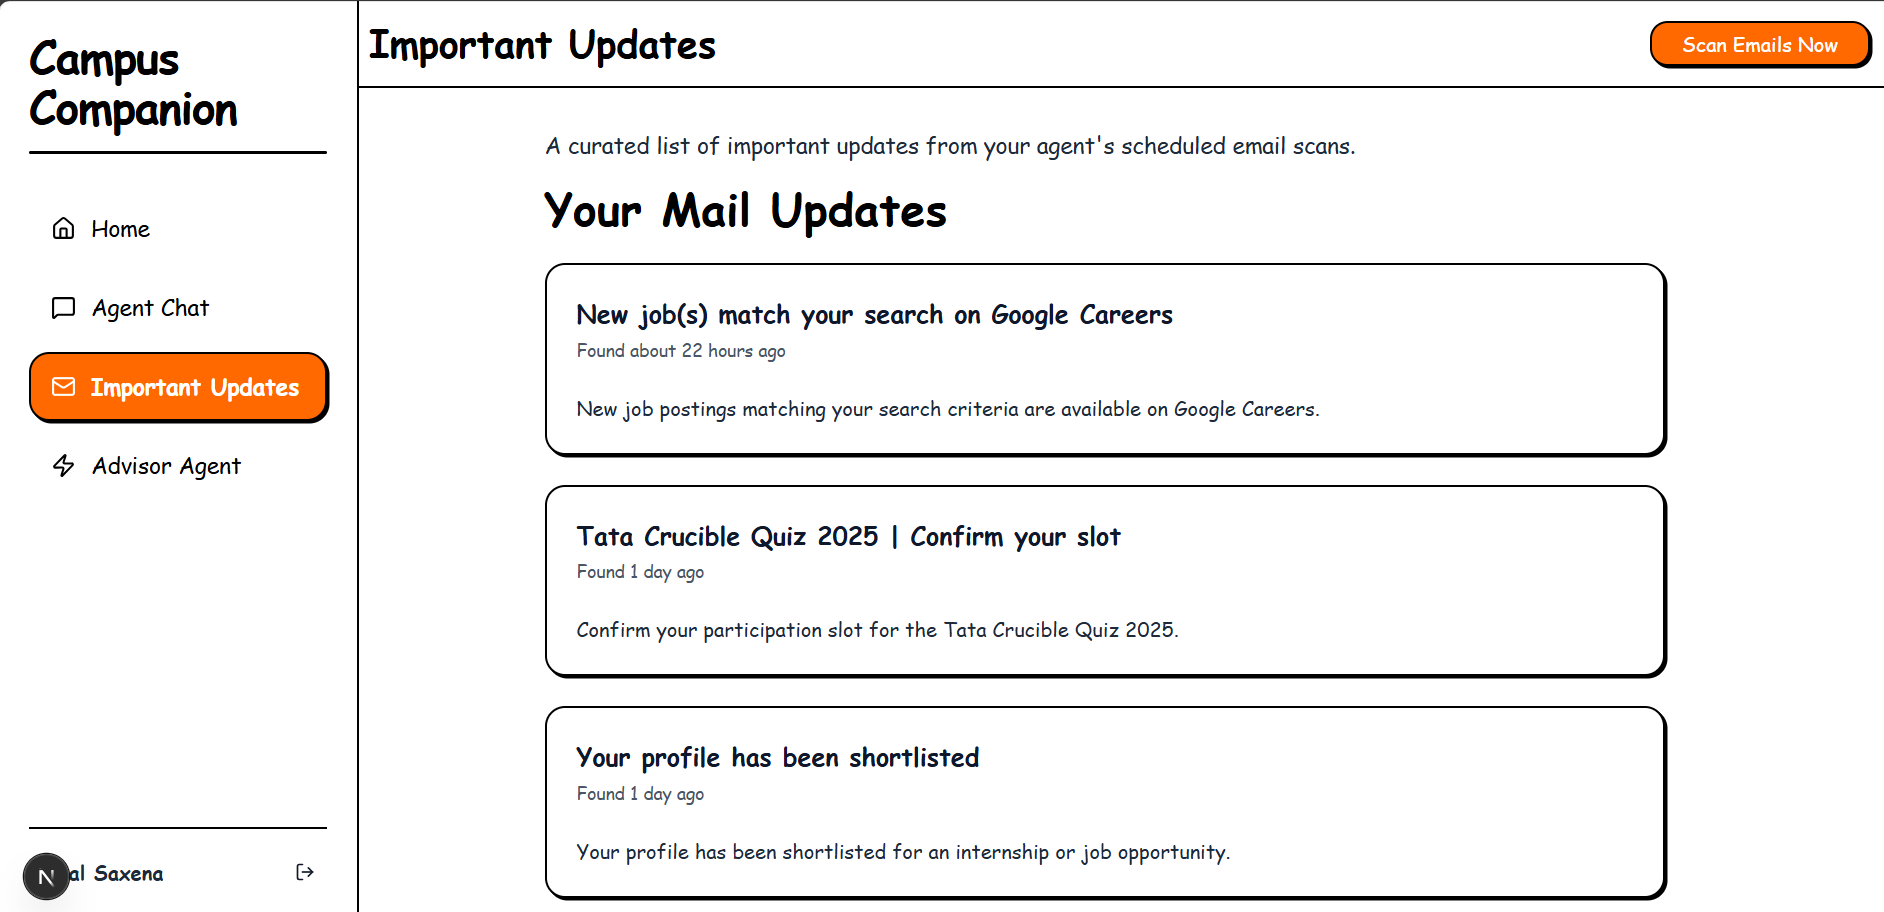 Campus
Companion
Home
Agent Chat
Important Updates
Advisor Agent
Saxena
Important Updates
Scan Emails Now
A curated list of important updates from your agent's scheduled email scans.
Your Mail Updates
New job(s) match your search on Google Careers
Found about 22 hours ago
New job postings matching your search criteria are available on Google Careers.
Tata Crucible Quiz 2025 | Confirm your slot
Found 1 day ago
Confirm your participation slot for the Tata Crucible Quiz 2025.
Your profile has been shortlisted
Found 1 day ago
Your profile has been shortlisted for an internship or job opportunity.